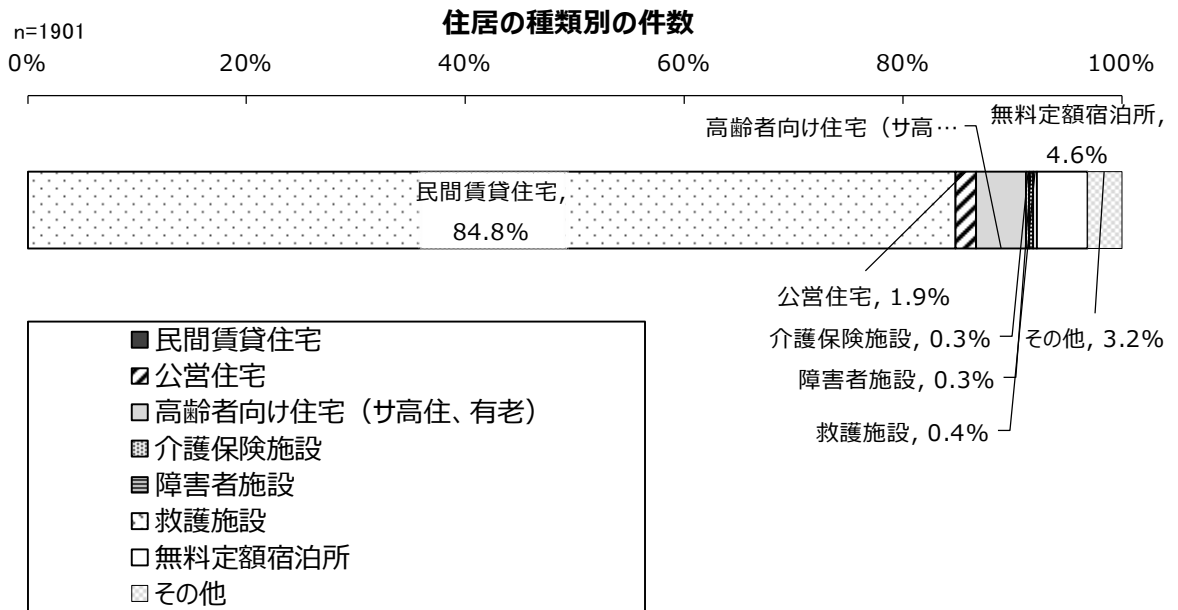 住居の種類別の件数
n=1901
0% 20% 40% 60% 80% 100%
高齢者向け住宅（サ高…
無料定額宿泊所,
4.6%
民間賃貸住宅,
84.8%
公営住宅, 1.9%
介護保険施設, 0.3%
その他, 3.2%
障害者施設, 0.3%
救護施設, 0.4%
民間賃貸住宅
公営住宅
高齢者向け住宅（サ高住、有老）
介護保険施設
障害者施設
救護施設
無料定額宿泊所
その他